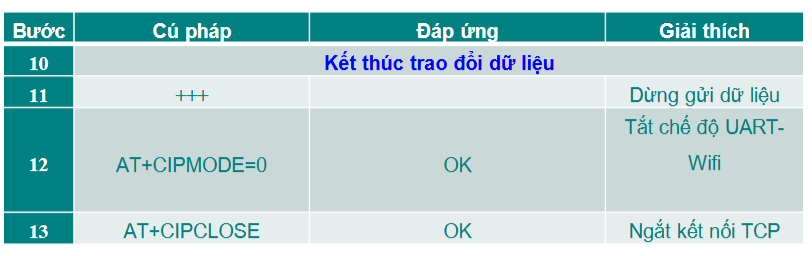 Bước Cú pháp Đáp ứng Giải thích
10 Kết thúc trao đổi dữ liệu
11 +++ Dừng gửi dữ liệu
12 AT+CIPMODE=0 OK Tắt chế độ UART-
Wifi
13 AT+CIPCLOSE OK Ngắt kết nối TCP